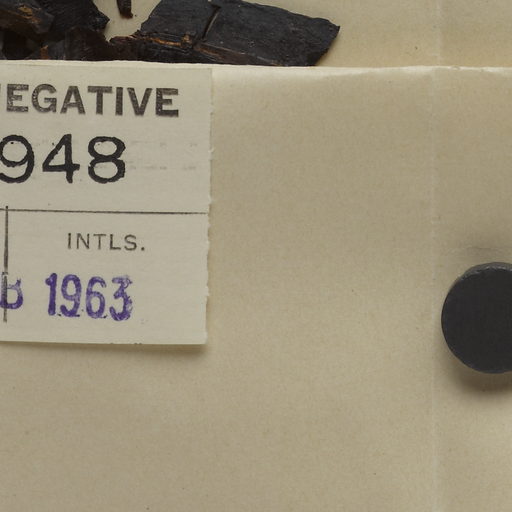 EGATIVE
948
INTLS.
B 1963